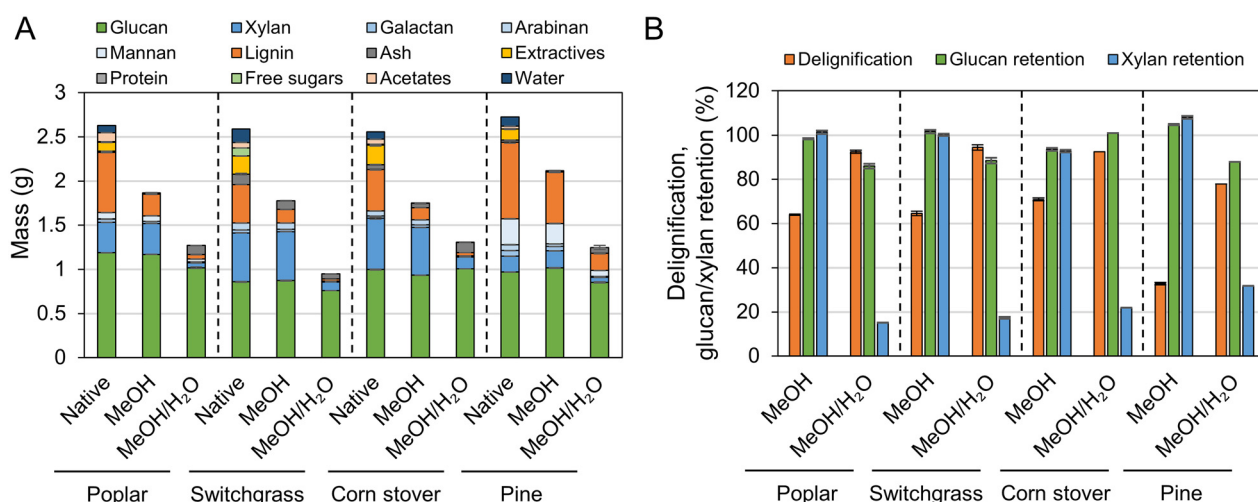 A
Glucan Xylan Galactan Arabinan
Mannan Lignin Ash Extractives
Protein Free sugars Acetates Water
Mass (g)
3
2.5
2
1.5
1
0.5
0
Native MeOH MeOH/H₂O Native MeOH MeOH/H₂O Native MeOH MeOH/H₂O Native MeOH MeOH/H₂O
Poplar Switchgrass Corn stover Pine
B
Delignification Glucan retention Xylan retention
Delignification,
glucan/xylan retention (%)
120
100
80
60
40
20
0
MeOH MeOH/H₂O MeOH MeOH/H₂O MeOH MeOH/H₂O MeOH MeOH/H₂O
Poplar Switchgrass Corn stover Pine